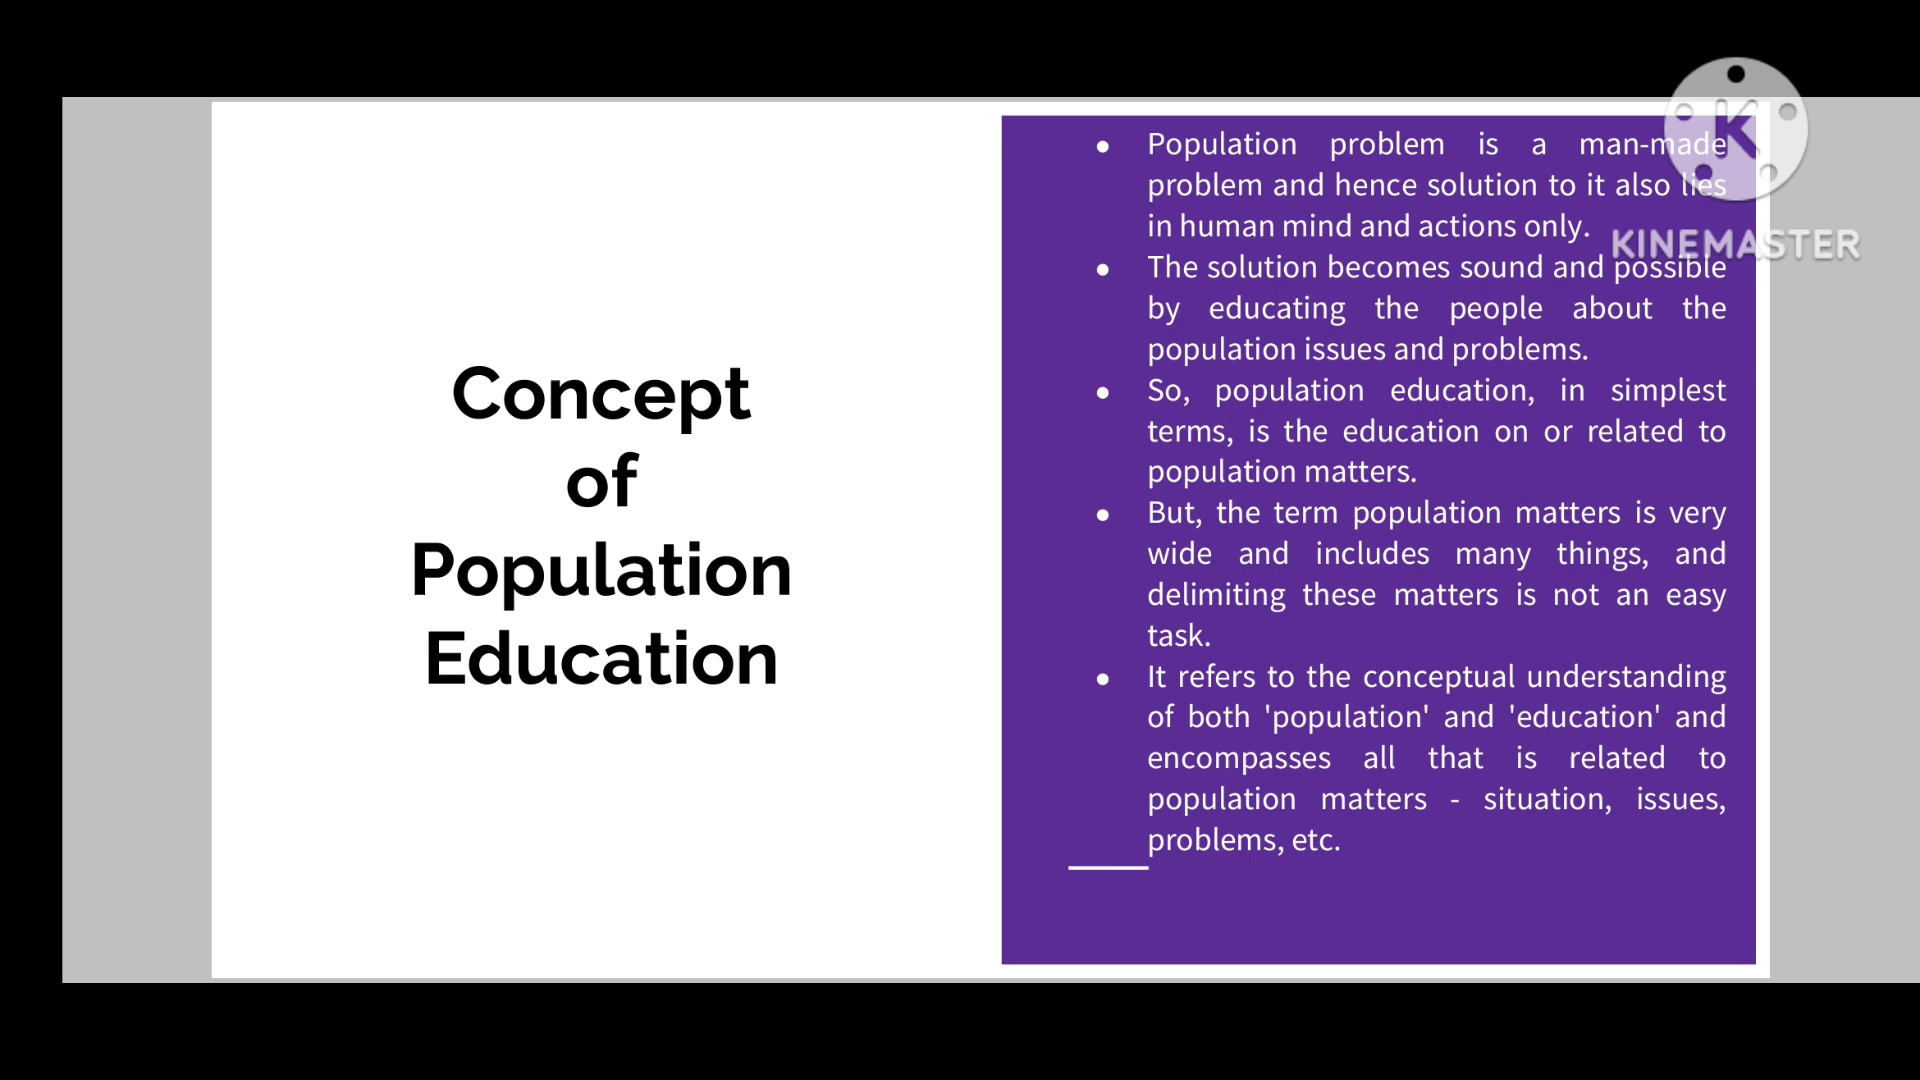 Concept
of
Population
Education
● Population problem is a man-made
problem and hence solution to it also lies
in human mind and actions only.
● The solution becomes sound and possible
by educating the people about the
population issues and problems.
● So, population education, in simplest
terms, is the education on or related to
population matters.
● But, the term population matters is very
wide and includes many things, and
delimiting these matters is not an easy
task.
● It refers to the conceptual understanding
of both 'population' and 'education' and
encompasses all that is related to
population matters - situation, issues,
problems, etc.
K
KINEMASTER